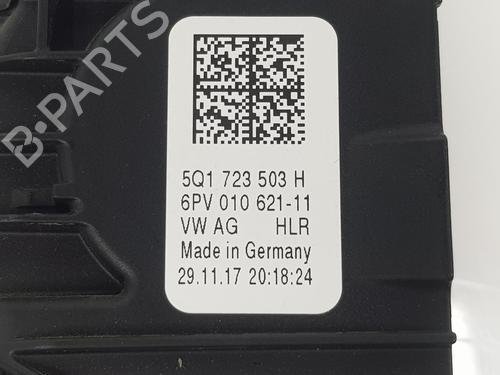 B-PARTS
5Q1 723 503 H
6PV 010 621-11
VW AG HLR
Made in Germany
29.11.17 20:18:24